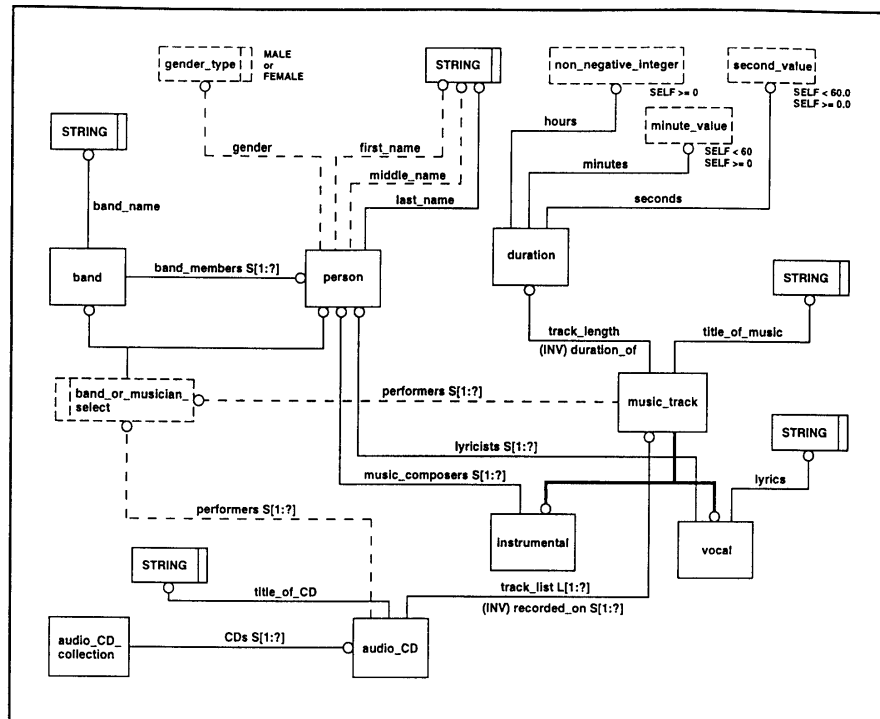 gender_type
MALE
or
FEMALE
STRING
non_negative_integer
SELF >= 0
second_value
SELF < 60.0
SELF >= 0.0
minute_value
SELF < 60
SELF >= 0
STRING
hours
gender
first_name
middle_name
last_name
minutes
seconds
band_name
band
band_members S[1:?]
person
duration
STRING
track_length
(INV) duration_of
title_of_music
band_or_musician_
select
performers S[1:?]
music_track
lyricists S[1:?]
STRING
music_composers S[1:?]
lyrics
performers S[1:?]
instrumental
vocal
STRING
title_of_CD
track_list L[1:?]
(INV) recorded_on S[1:?]
audio_CD_
collection
CDs S[1:?]
audio_CD